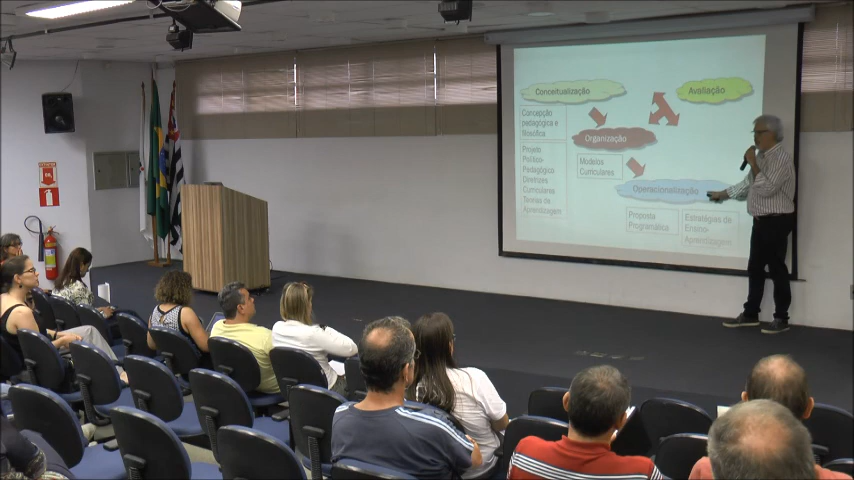 Conceitualização
Avaliação
Concepção
pedagógica e
filosófica
Organização
Projeto
Político-
Pedagógico
Diretrizes
Curriculares
Teorias de
Aprendizagem
Modelos
Curriculares
Operacionalização
Proposta
Programática
Estratégias de
Ensino-
Aprendizagem